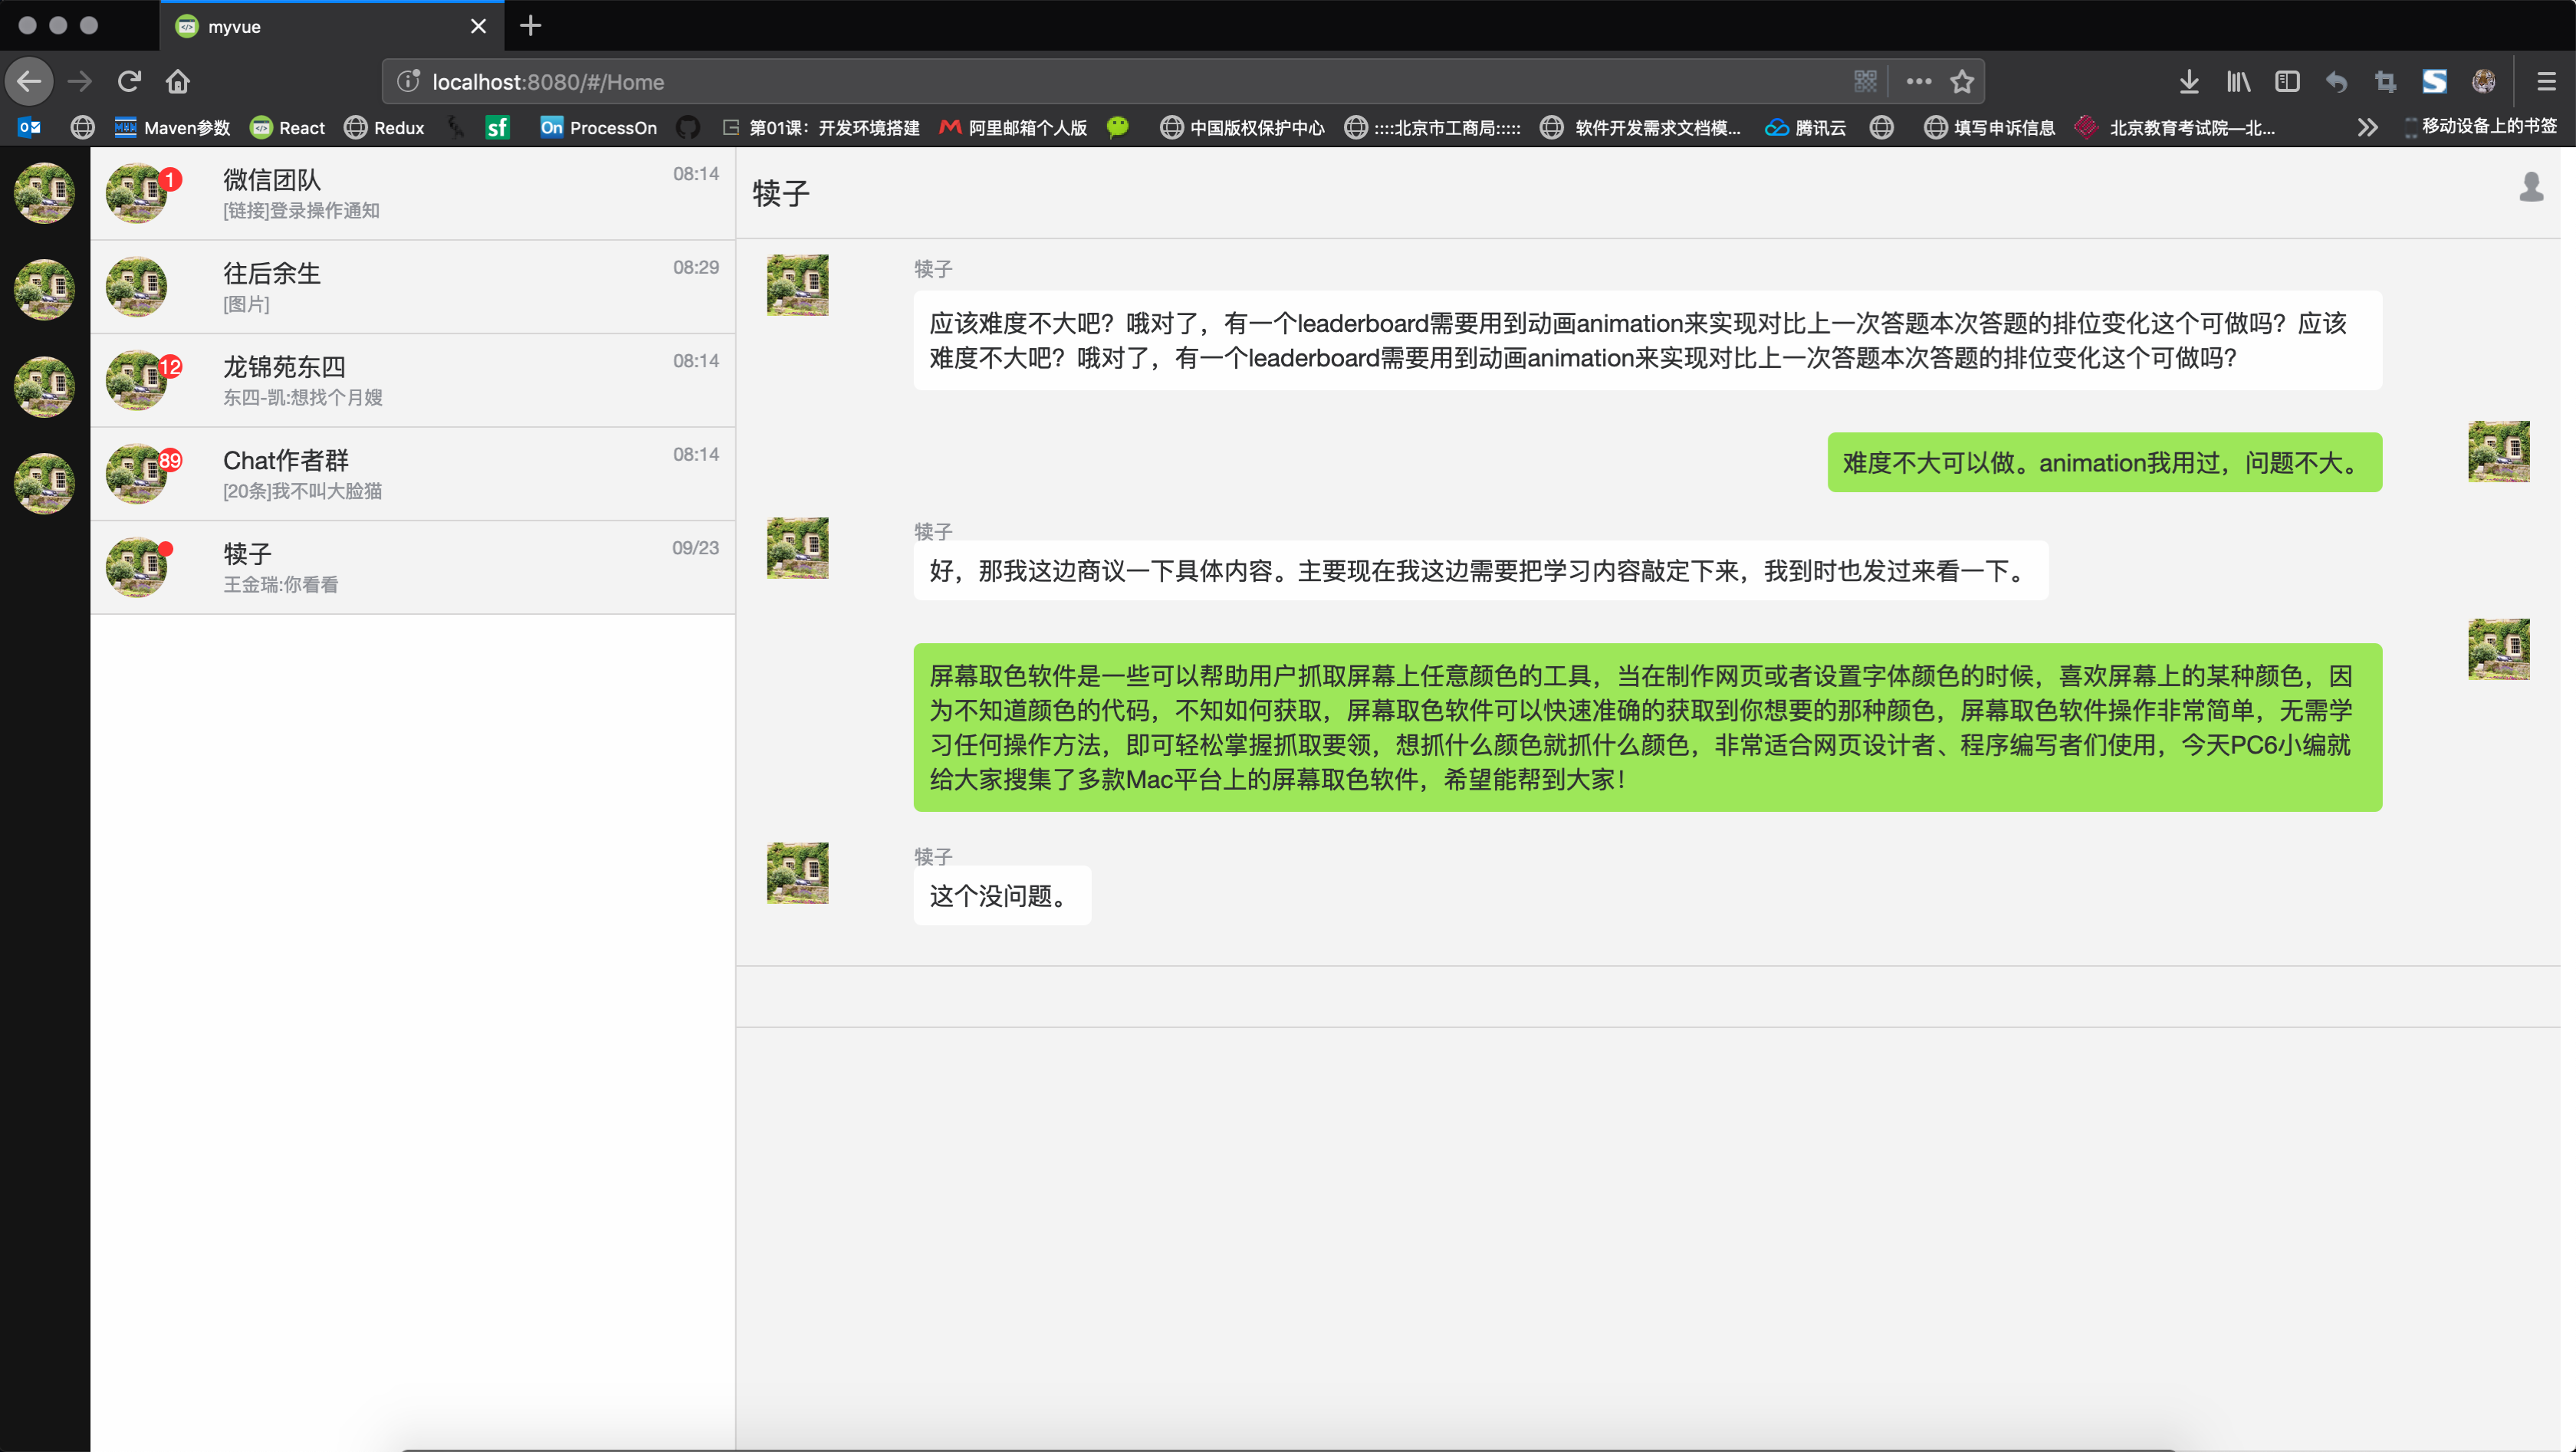 myvue
localhost:8080/#/Home
Maven参数
React
Redux
sf
On ProcessOn
第01课：开发环境搭建
阿里邮箱个人版
中国版权保护中心
::::北京市工商局:::::
软件开发需求文档模...
腾讯云
填写申诉信息
北京教育考试院—北...
移动设备上的书签
1
微信团队
08:14
[链接]登录操作通知
往后余生
08:29
[图片]
12
龙锦苑东四
08:14
东四-凯:想找个月嫂
89
Chat作者群
08:14
[20条]我不叫大脸猫
犊子
09/23
王金瑞:你看看
犊子
犊子
应该难度不大吧？哦对了，有一个leaderboard需要用到动画animation来实现对比上一次答题本次答题的排位变化这个可做吗？应该
难度不大吧？哦对了，有一个leaderboard需要用到动画animation来实现对比上一次答题本次答题的排位变化这个可做吗？
难度不大可以做。animation我用过，问题不大。
犊子
好，那我这边商议一下具体内容。主要现在我这边需要把学习内容敲定下来，我到时也发过来看一下。
屏幕取色软件是一些可以帮助用户抓取屏幕上任意颜色的工具，当在制作网页或者设置字体颜色的时候，喜欢屏幕上的某种颜色，因
为不知道颜色的代码，不知如何获取，屏幕取色软件可以快速准确的获取到你想要的那种颜色，屏幕取色软件操作非常简单，无需学
习任何操作方法，即可轻松掌握抓取要领，想抓什么颜色就抓什么颜色，非常适合网页设计者、程序编写者们使用，今天PC6小编就
给大家搜集了多款Mac平台上的屏幕取色软件，希望能帮到大家！
犊子
这个没问题。